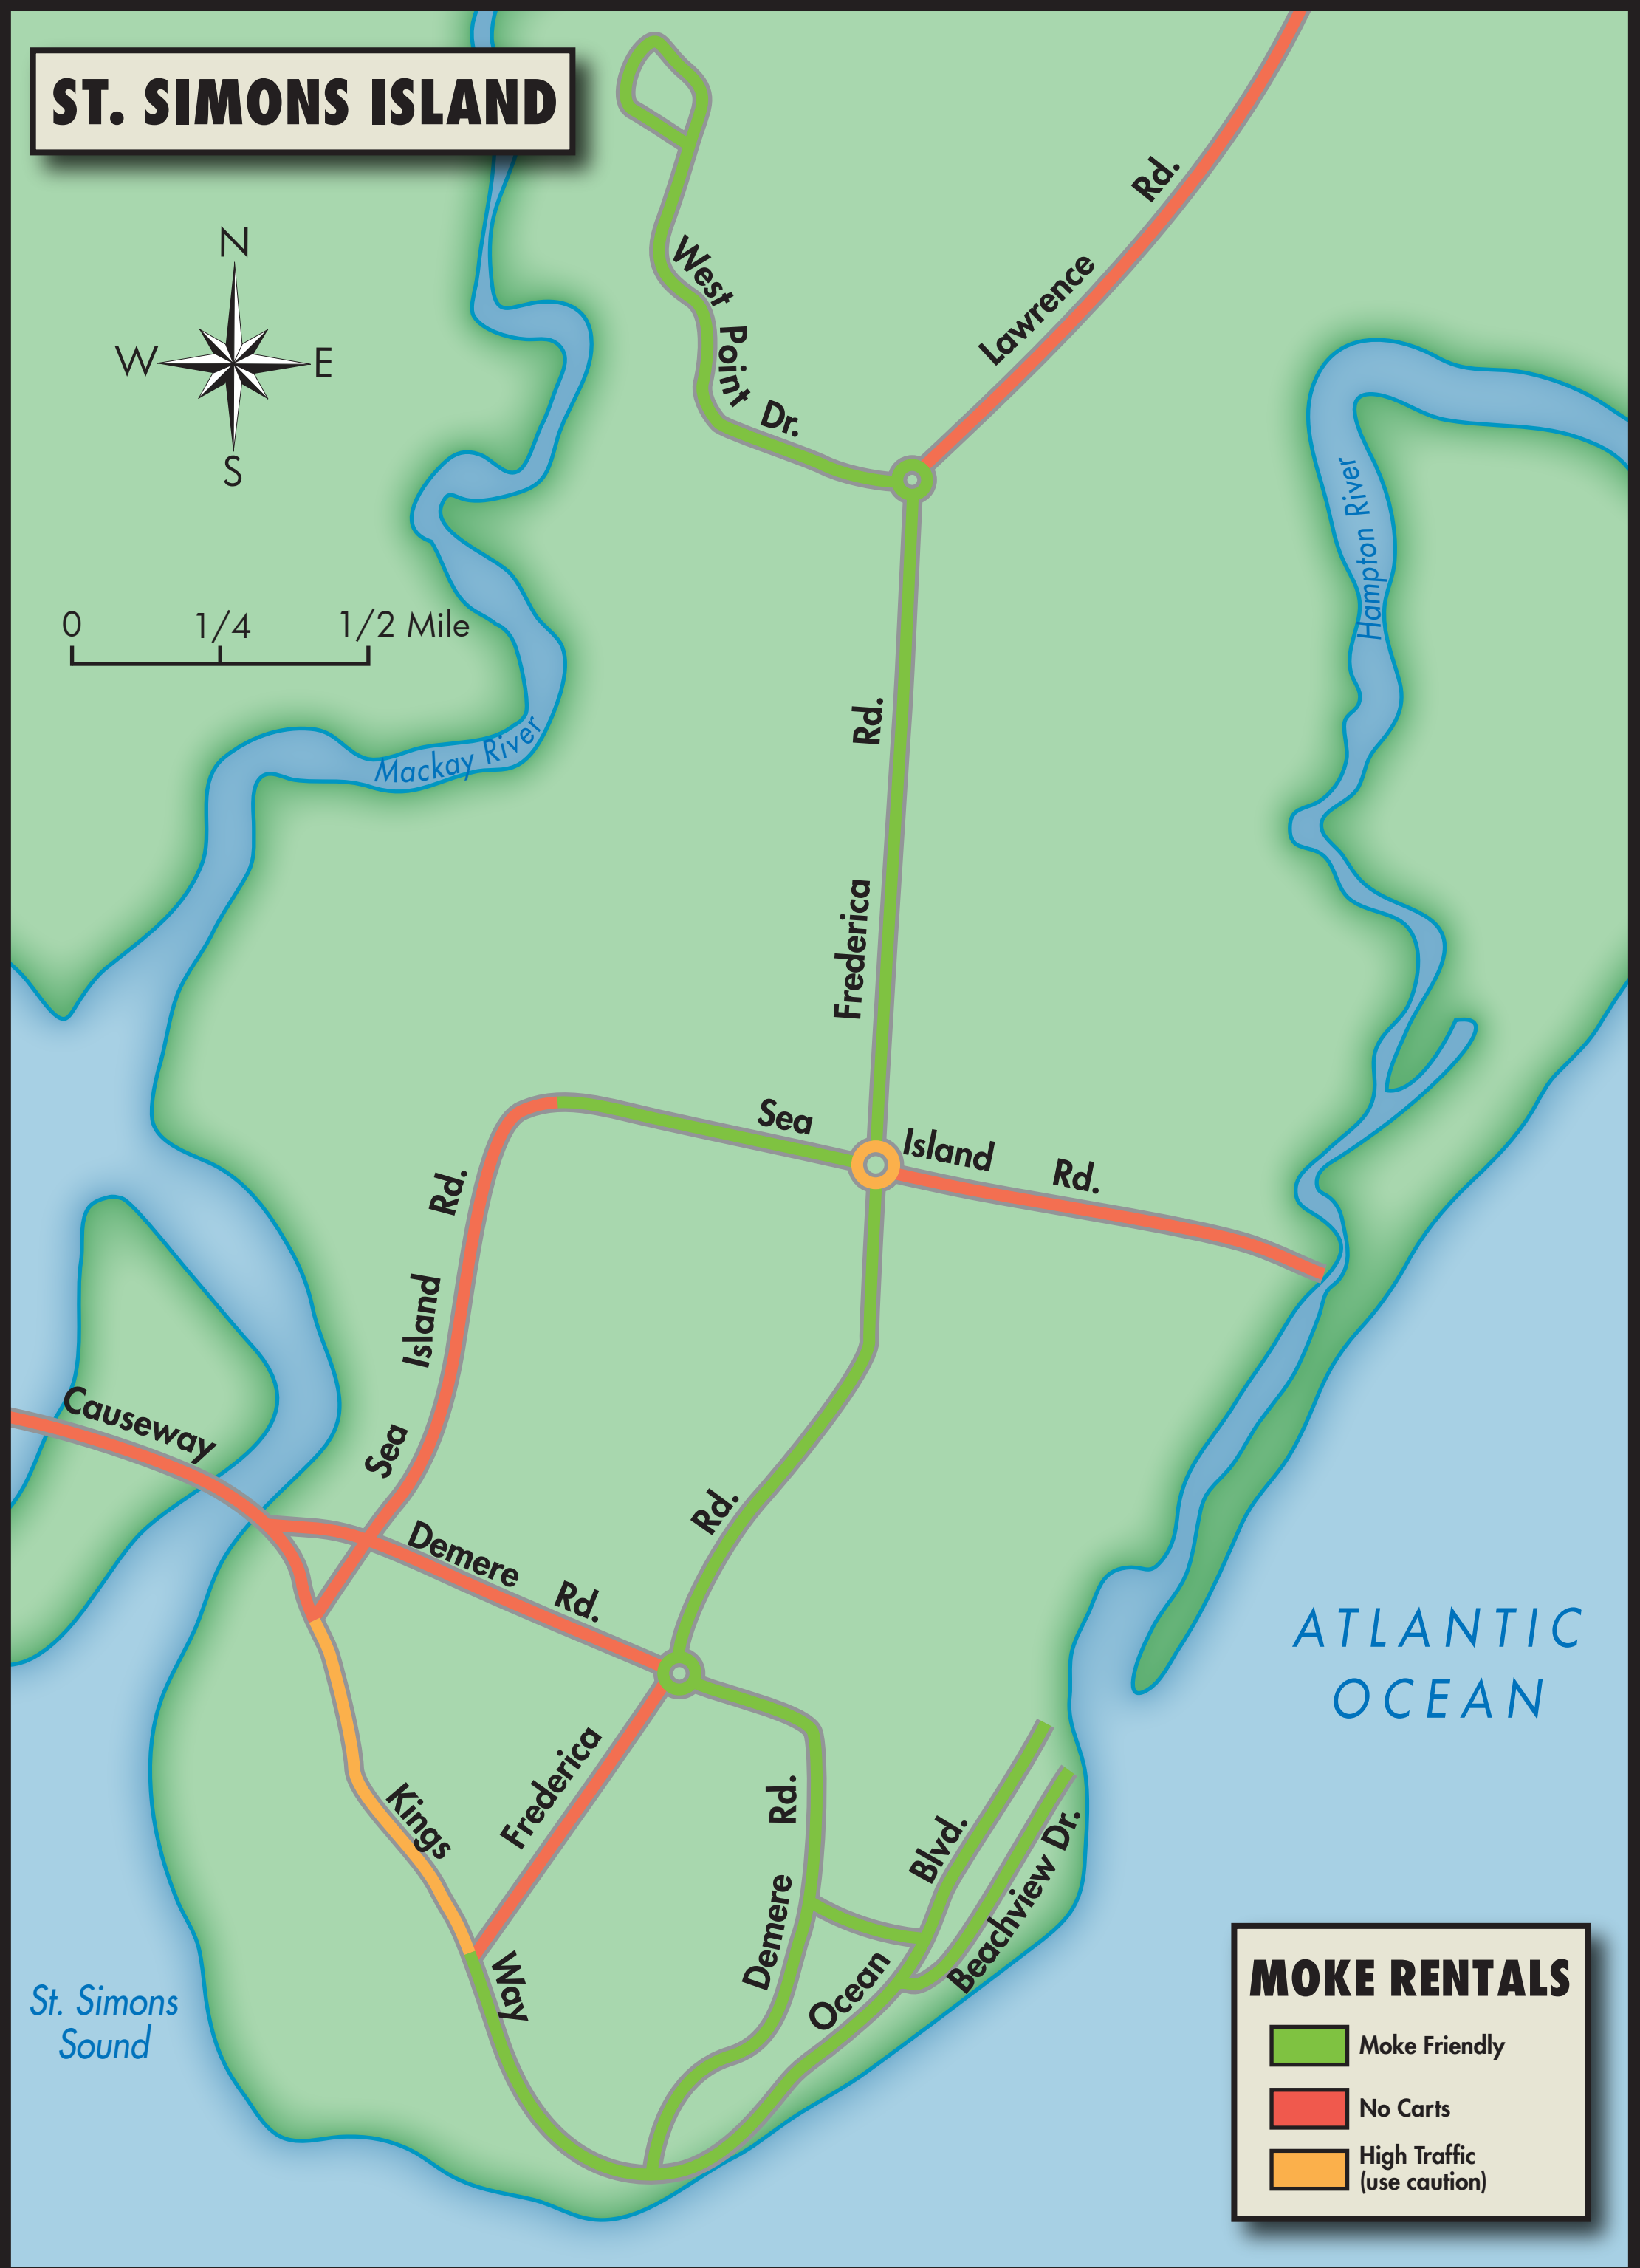 ST. SIMONS ISLAND
N
W E
S
0 1/4 1/2 Mile
West Point Dr.
Lawrence Rd.
Hampton River
Mackay River
Frederica Rd.
Sea Island Rd.
Sea Island Rd.
Causeway
Demere Rd.
Rd.
Frederica
Kings Way
Demere Rd.
Ocean Blvd.
Beachview Dr.
ATLANTIC
OCEAN
St. Simons
Sound
MOKE RENTALS
Moke Friendly
No Carts
High Traffic
(use caution)